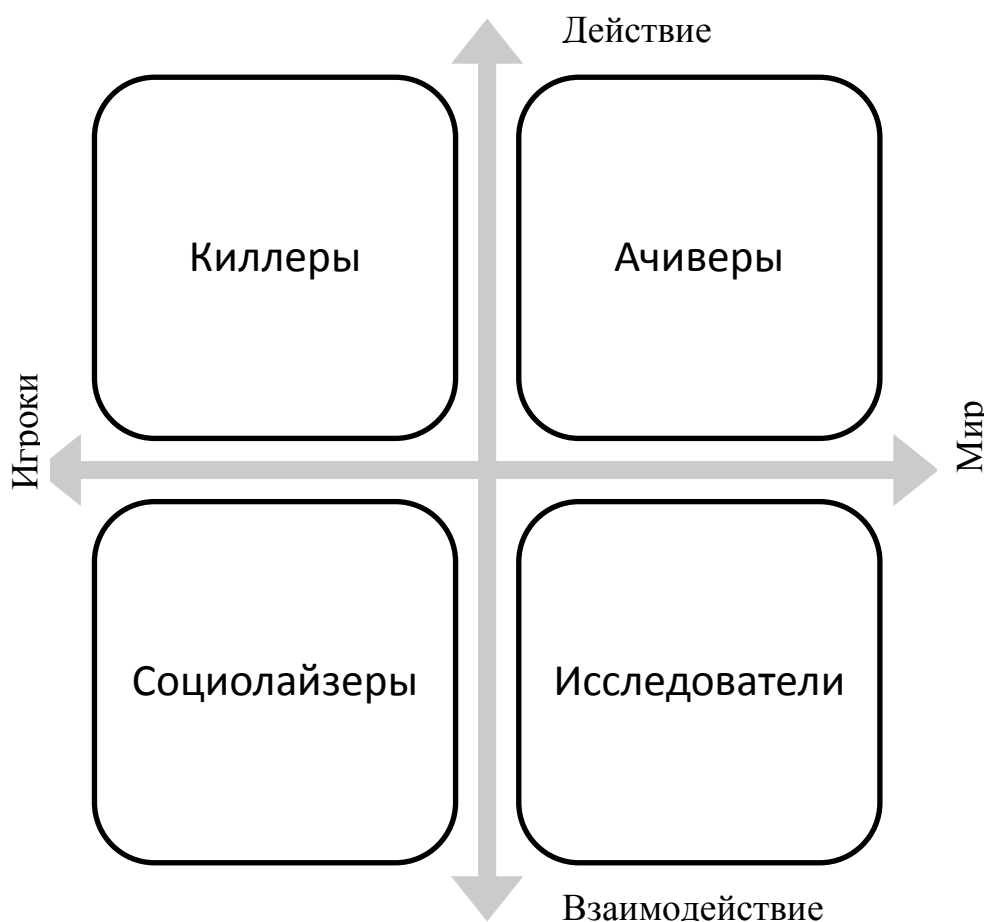 Действие
Киллеры
Ачиверы
Игроки
Мир
Социолайзеры
Исследователи
Взаимодействие